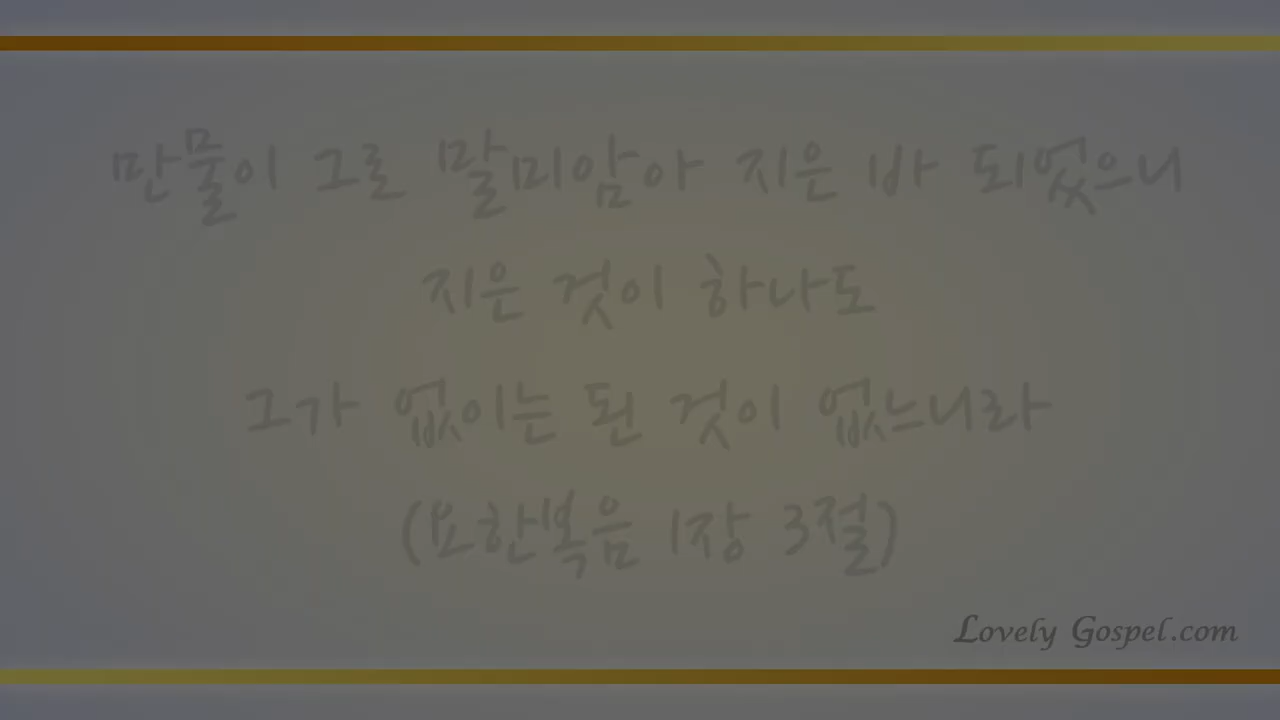 만물이 그로 말미암아 지은 바 되었으니
지은 것이 하나도
그가 없이는 된 것이 없느니라
(요한복음 1장 3절)
Lovely Gospel.com